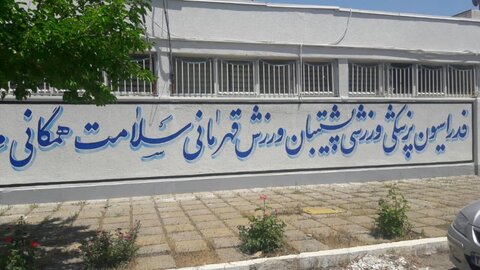 فدراسیون پزشکی ورزشی پشتیبان ورزش قهرمانی سلامت همگانی